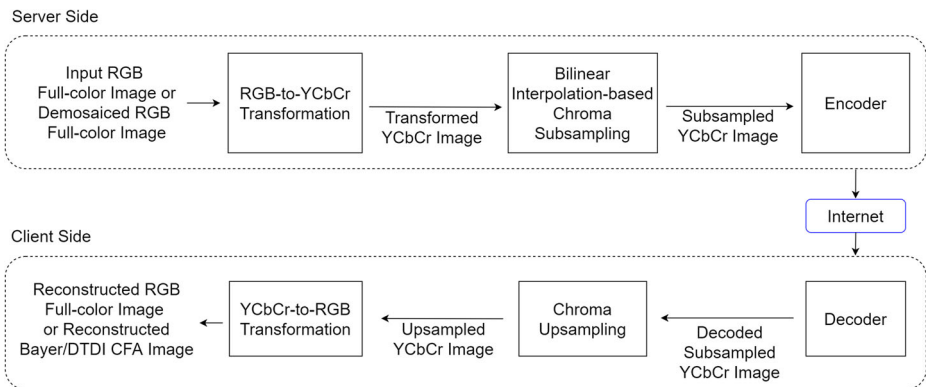 Server Side
Input RGB
Full-color Image or
Demosaiced RGB
Full-color Image
RGB-to-YCbCr
Transformation
Transformed
YCbCr Image
Bilinear
Interpolation-based
Chroma
Subsampling
Subsampled
YCbCr Image
Encoder
Internet
Client Side
Reconstructed RGB
Full-color Image
or Reconstructed
Bayer/DTDI CFA Image
YCbCr-to-RGB
Transformation
Upsampled
YCbCr Image
Chroma
Upsampling
Decoded
Subsampled
YCbCr Image
Decoder